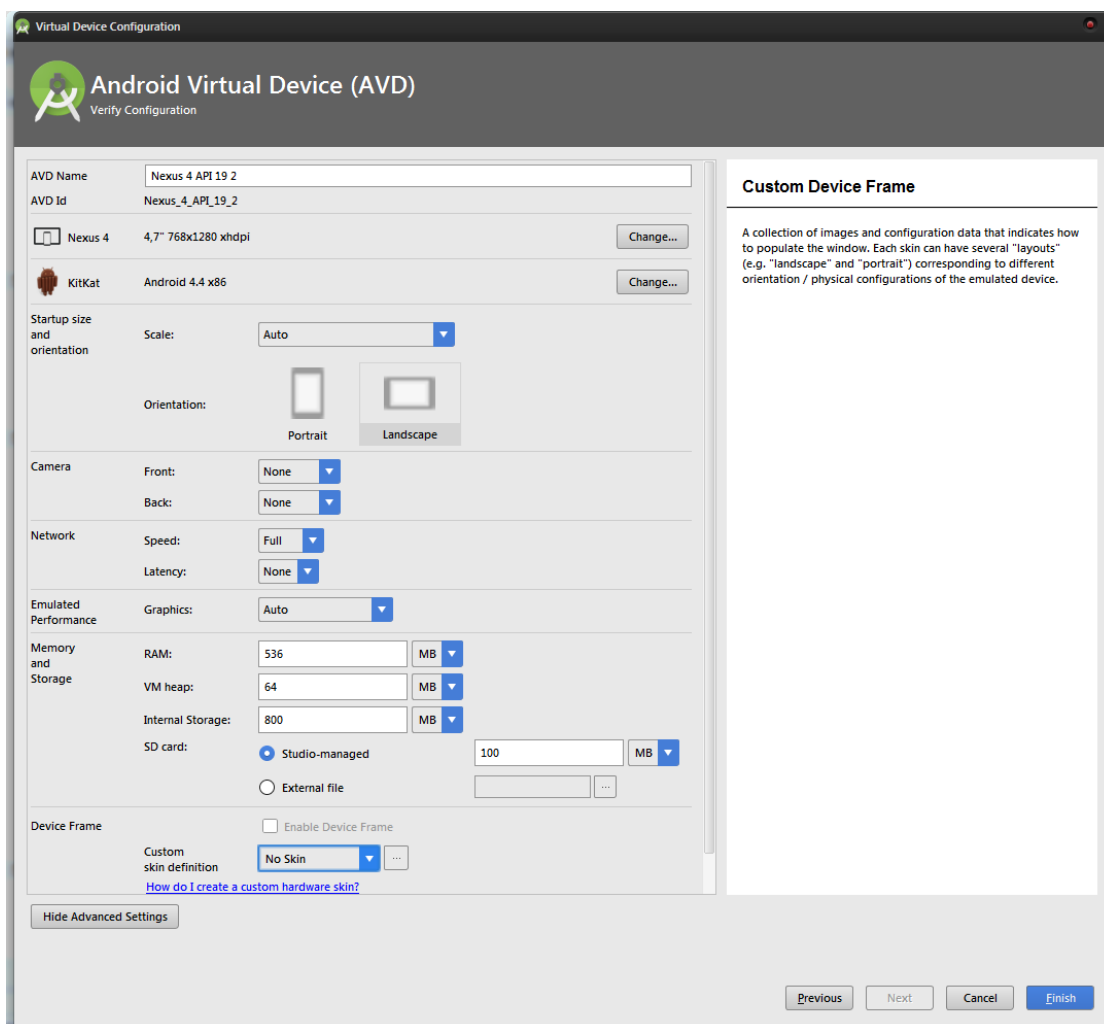 Virtual Device Configuration
Android Virtual Device (AVD)
Verify Configuration
AVD Name
Nexus 4 API 19 2
AVD Id
Nexus_4_API_19_2
Nexus 4
4,7" 768x1280 xhdpi
Change...
KitKat
Android 4.4 x86
Change...
Startup size
and
orientation
Scale:
Auto
Orientation:
Portrait
Landscape
Camera
Front:
None
Back:
None
Network
Speed:
Full
Latency:
None
Emulated
Performance
Graphics:
Auto
Memory
and
Storage
RAM:
536
MB
VM heap:
64
MB
Internal Storage:
800
MB
SD card:
Studio-managed
100
MB
External file
...
Device Frame
Enable Device Frame
Custom
skin definition
No Skin
...
How do I create a custom hardware skin?
Hide Advanced Settings
Custom Device Frame
A collection of images and configuration data that indicates how
to populate the window. Each skin can have several "layouts"
(e.g. "landscape" and "portrait") corresponding to different
orientation / physical configurations of the emulated device.
Previous
Next
Cancel
Finish